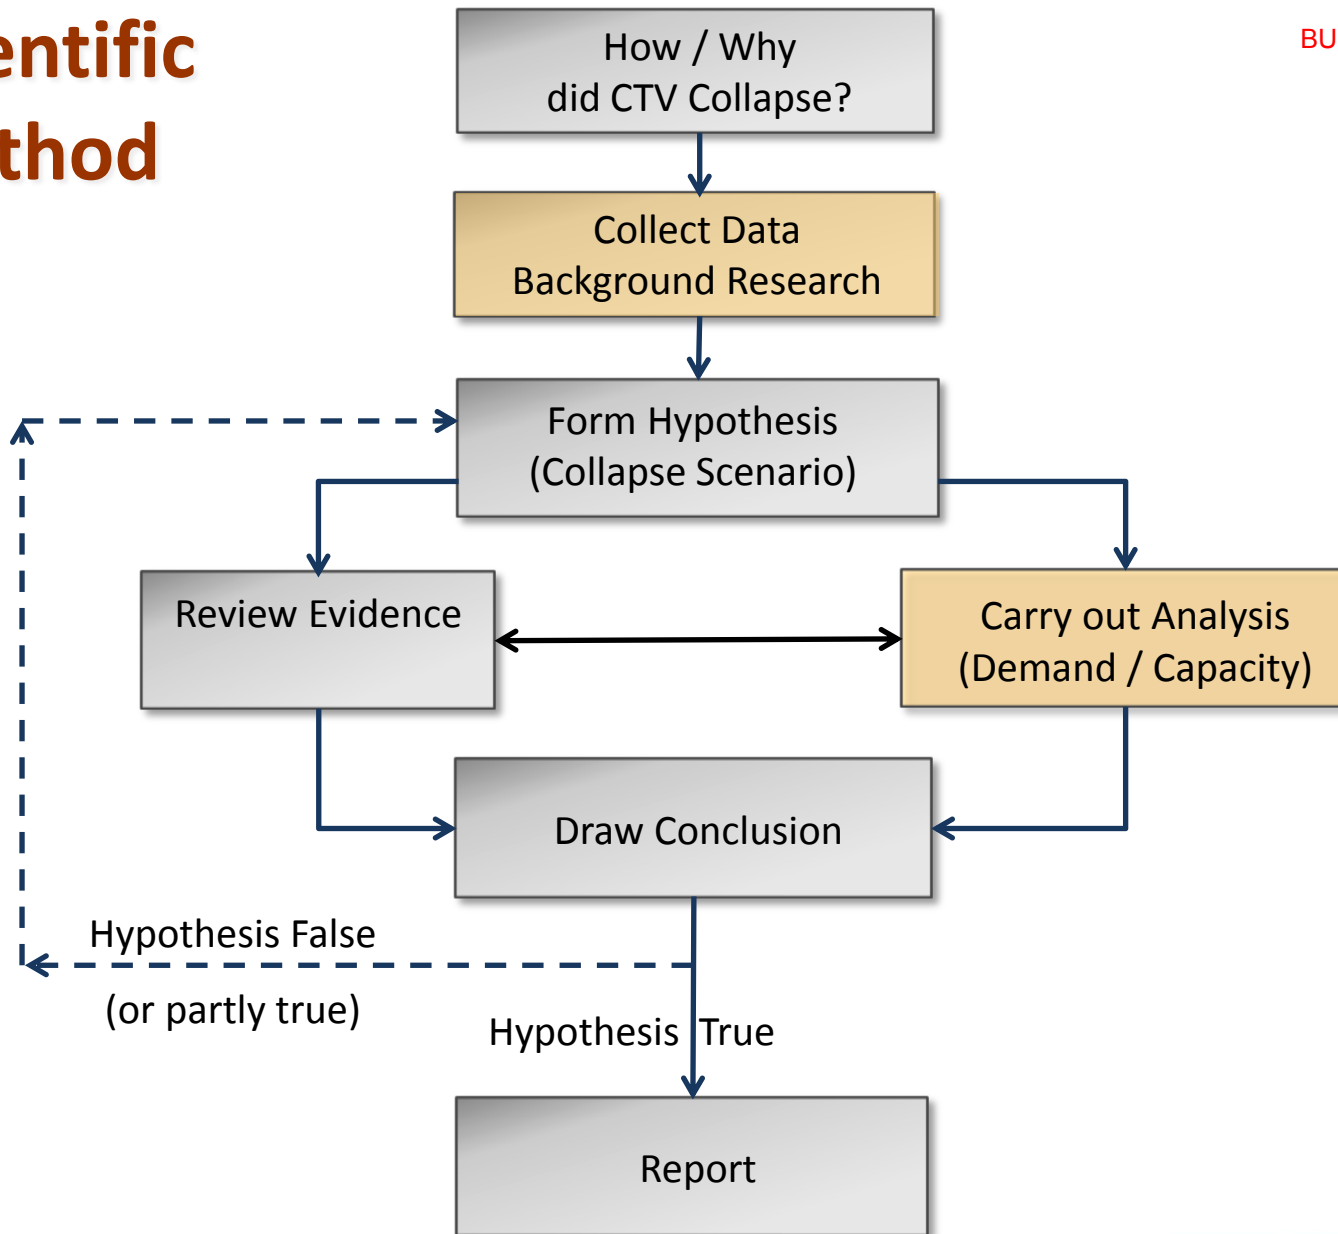 entific
thod
BU
How / Why
did CTV Collapse?
Collect Data
Background Research
Form Hypothesis
(Collapse Scenario)
Review Evidence
Carry out Analysis
(Demand / Capacity)
Draw Conclusion
Hypothesis False
(or partly true)
Hypothesis True
Report